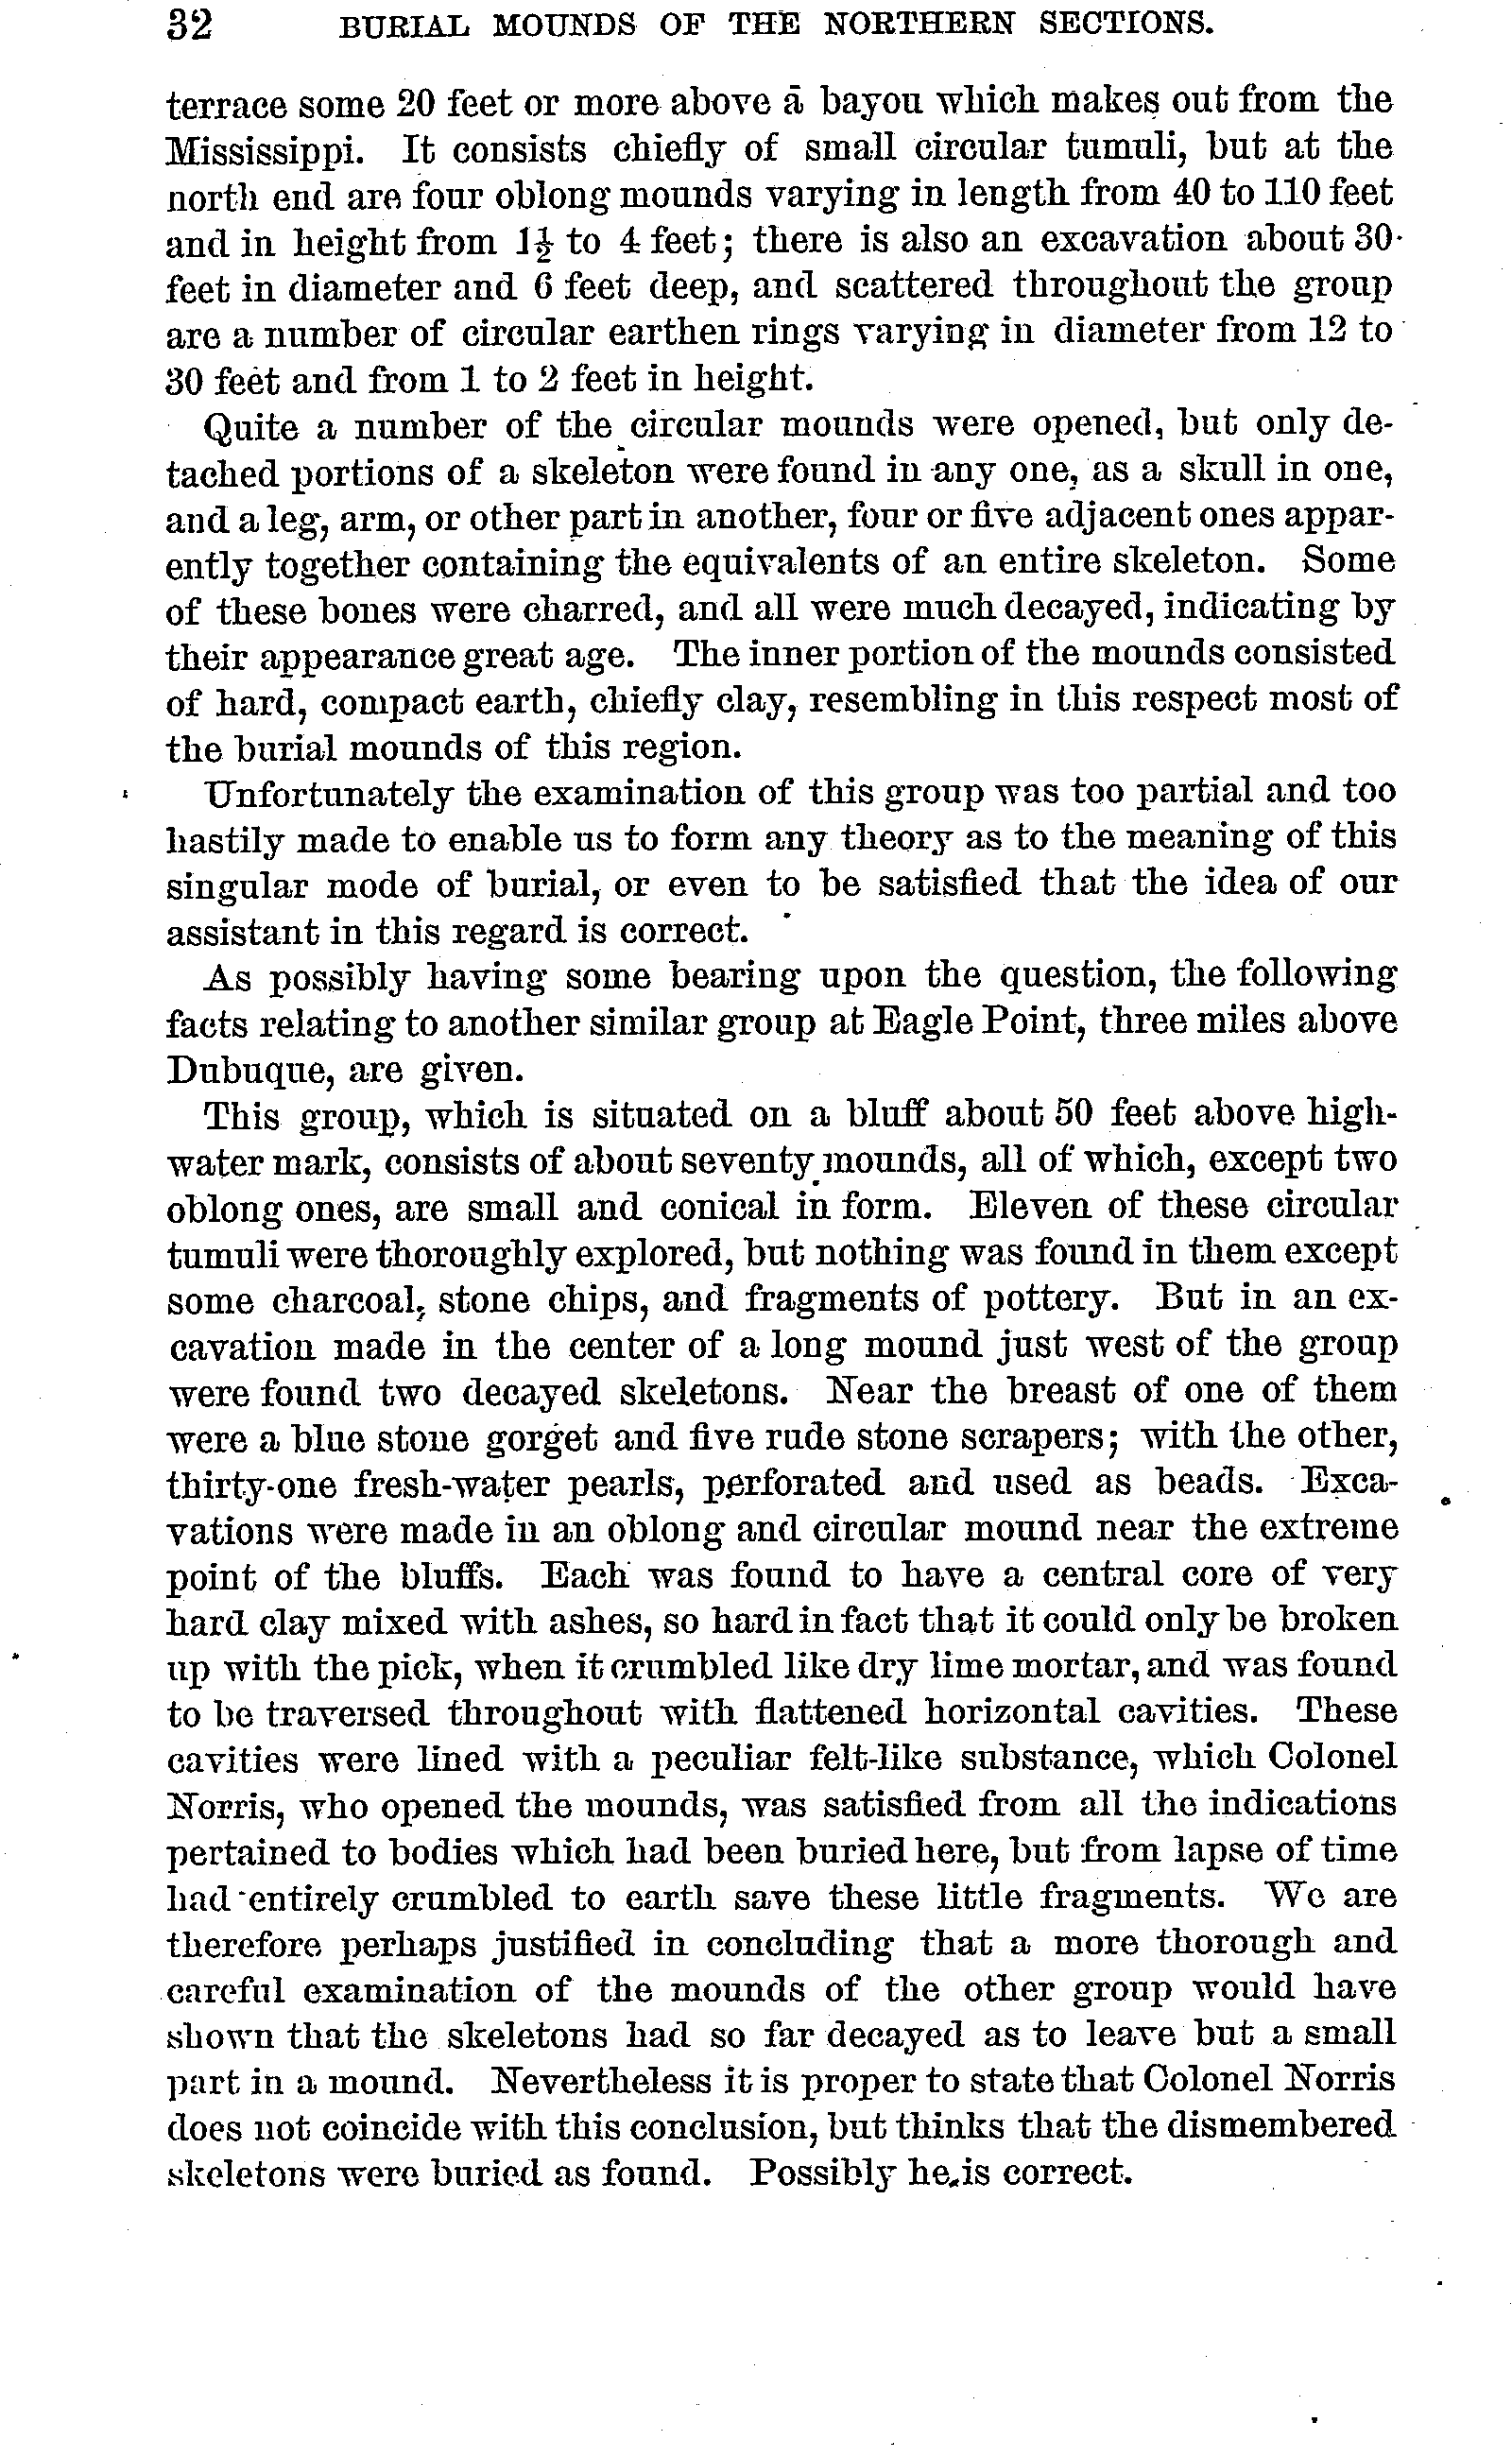 32 BURIAL MOUNDS OF THE NORTHERN SECTIONS.
terrace some 20 feet or more above a bayou which makes out from the
Mississippi. It consists chiefly of small circular tumuli, but at the
north end are four oblong mounds varying in length from 40 to 110 feet
and in height from 1½ to 4 feet; there is also an excavation about 30
feet in diameter and 6 feet deep, and scattered throughout the group
are a number of circular earthen rings varying in diameter from 12 to
30 feet and from 1 to 2 feet in height.
Quite a number of the circular mounds were opened, but only de-
tached portions of a skeleton were found in any one, as a skull in one,
and a leg, arm, or other part in another, four or five adjacent ones appar-
ently together containing the equivalents of an entire skeleton. Some
of these bones were charred, and all were much decayed, indicating by
their appearance great age. The inner portion of the mounds consisted
of hard, compact earth, chiefly clay, resembling in this respect most of
the burial mounds of this region.
Unfortunately the examination of this group was too partial and too
hastily made to enable us to form any theory as to the meaning of this
singular mode of burial, or even to be satisfied that the idea of our
assistant in this regard is correct.
As possibly having some bearing upon the question, the following
facts relating to another similar group at Eagle Point, three miles above
Dubuque, are given.
This group, which is situated on a bluff about 50 feet above high-
water mark, consists of about seventy mounds, all of which, except two
oblong ones, are small and conical in form. Eleven of these circular
tumuli were thoroughly explored, but nothing was found in them except
some charcoal, stone chips, and fragments of pottery. But in an ex-
cavation made in the center of a long mound just west of the group
were found two decayed skeletons. Near the breast of one of them
were a blue stone gorget and five rude stone scrapers; with the other,
thirty-one fresh-water pearls, perforated and used as beads. Exca-
vations were made in an oblong and circular mound near the extreme
point of the bluffs. Each was found to have a central core of very
hard clay mixed with ashes, so hard in fact that it could only be broken
up with the pick, when it crumbled like dry lime mortar, and was found
to be traversed throughout with flattened horizontal cavities. These
cavities were lined with a peculiar felt-like substance, which Colonel
Norris, who opened the mounds, was satisfied from all the indications
pertained to bodies which had been buried here, but from lapse of time
had entirely crumbled to earth save these little fragments. We are
therefore perhaps justified in concluding that a more thorough and
careful examination of the mounds of the other group would have
shown that the skeletons had so far decayed as to leave but a small
part in a mound. Nevertheless it is proper to state that Colonel Norris
does not coincide with this conclusion, but thinks that the dismembered
skeletons were buried as found. Possibly he is correct.